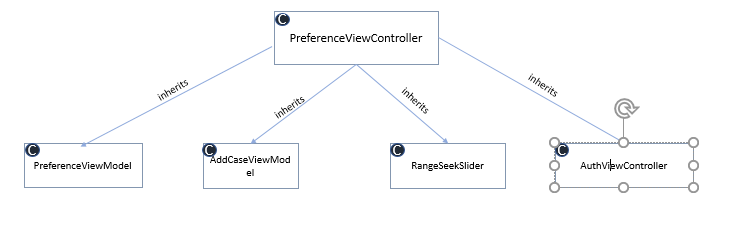 C
PreferenceViewController
inherits
inherits
inherits
inherits
C
PreferenceViewModel
C
AddCaseViewMod
el
C
RangeSeekSlider
C
AuthViewController